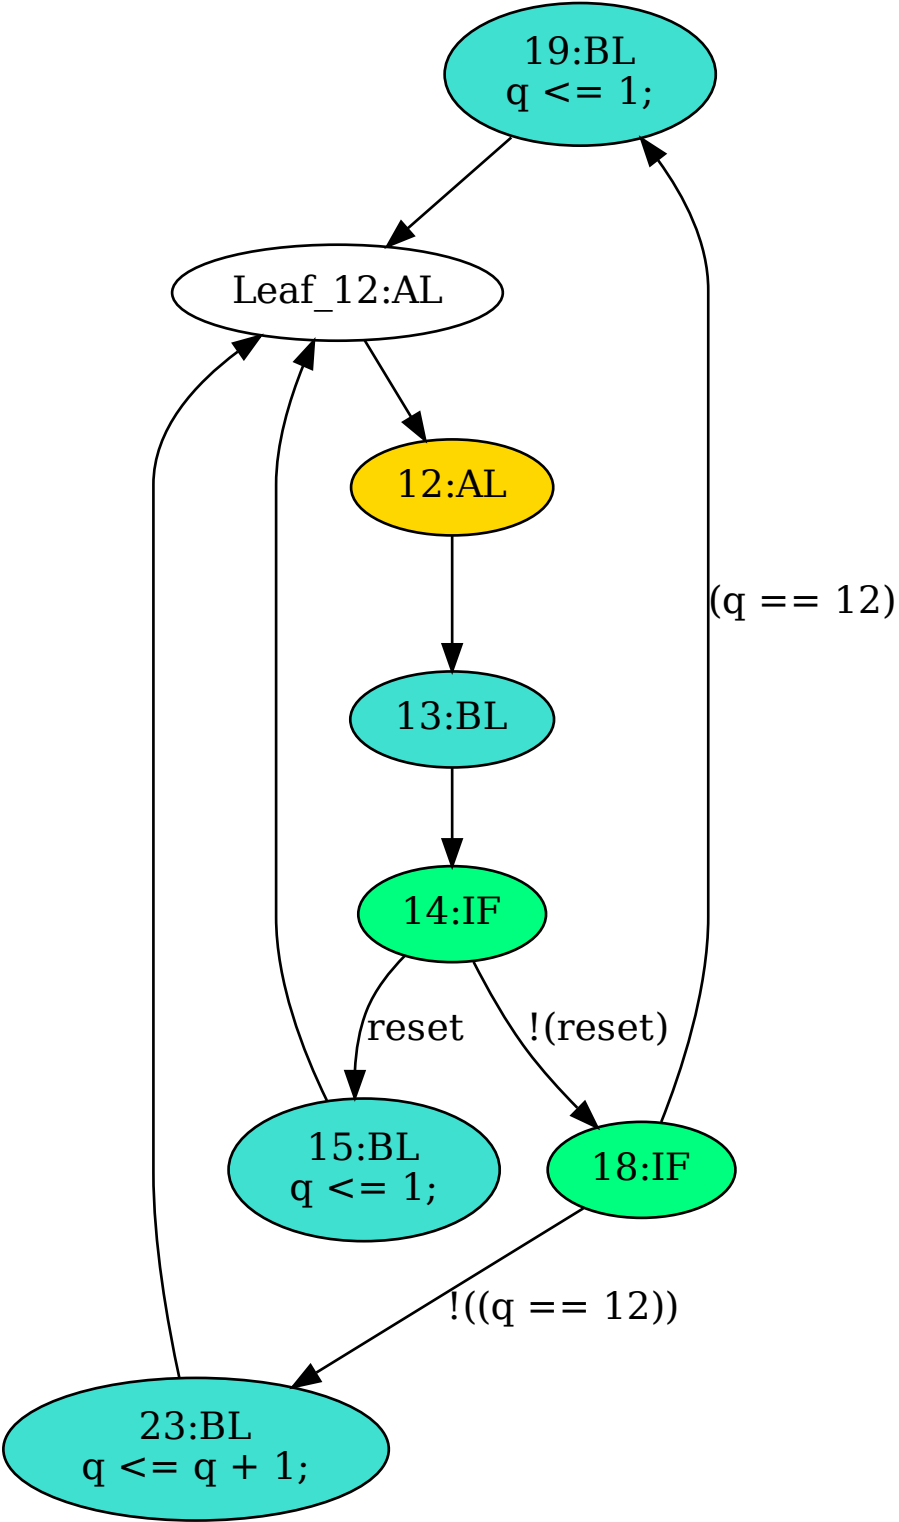 19:BL
q <= 1;
Leaf_12:AL
12:AL
(q == 12)
13:BL
14:IF
reset
!(reset)
15:BL
q <= 1;
18:IF
!((q == 12))
23:BL
q <= q + 1;